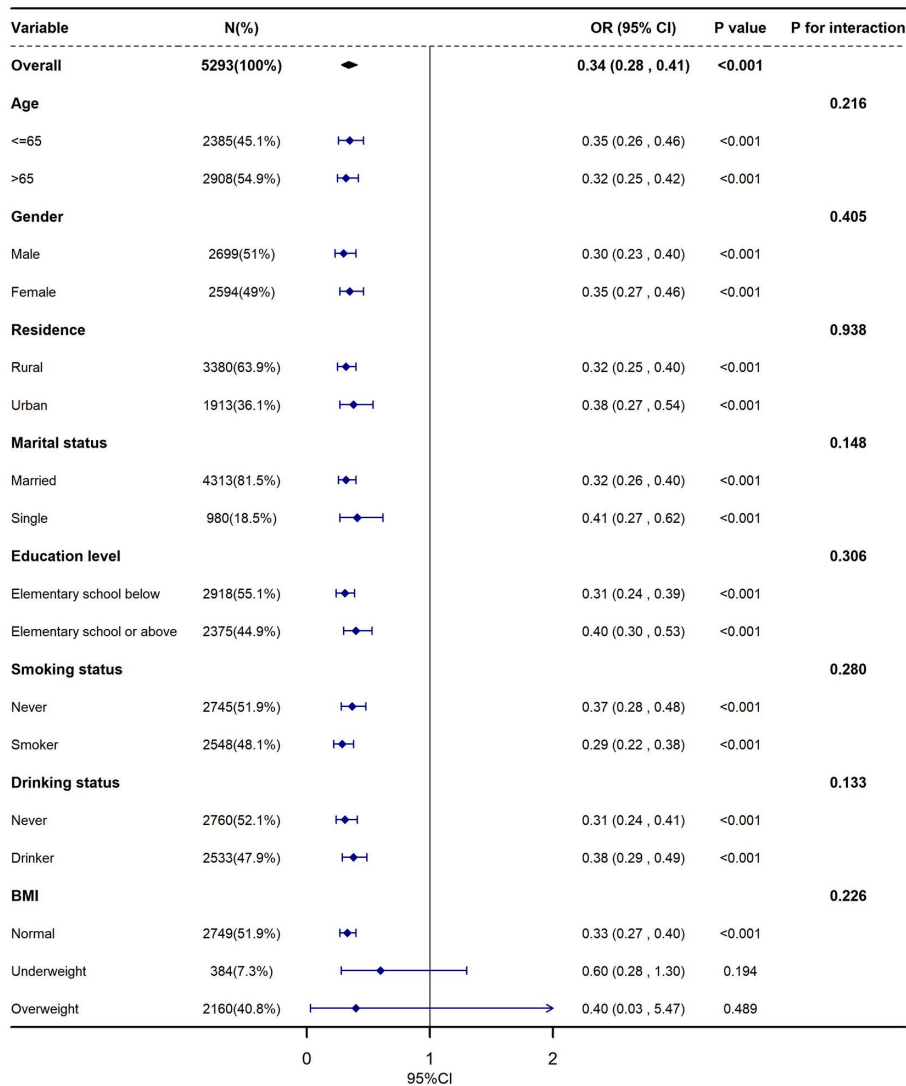 Variable N(%) OR (95% CI) P value P for interaction
Overall 5293(100%) 0.34 (0.28 , 0.41) <0.001
Age 0.216
<=65 2385(45.1%) 0.35 (0.26 , 0.46) <0.001
>65 2908(54.9%) 0.32 (0.25 , 0.42) <0.001
Gender 0.405
Male 2699(51%) 0.30 (0.23 , 0.40) <0.001
Female 2594(49%) 0.35 (0.27 , 0.46) <0.001
Residence 0.938
Rural 3380(63.9%) 0.32 (0.25 , 0.40) <0.001
Urban 1913(36.1%) 0.38 (0.27 , 0.54) <0.001
Marital status 0.148
Married 4313(81.5%) 0.32 (0.26 , 0.40) <0.001
Single 980(18.5%) 0.41 (0.27 , 0.62) <0.001
Education level 0.306
Elementary school below 2918(55.1%) 0.31 (0.24 , 0.39) <0.001
Elementary school or above 2375(44.9%) 0.40 (0.30 , 0.53) <0.001
Smoking status 0.280
Never 2745(51.9%) 0.37 (0.28 , 0.48) <0.001
Smoker 2548(48.1%) 0.29 (0.22 , 0.38) <0.001
Drinking status 0.133
Never 2760(52.1%) 0.31 (0.24 , 0.41) <0.001
Drinker 2533(47.9%) 0.38 (0.29 , 0.49) <0.001
BMI 0.226
Normal 2749(51.9%) 0.33 (0.27 , 0.40) <0.001
Underweight 384(7.3%) 0.60 (0.28 , 1.30) 0.194
Overweight 2160(40.8%) 0.40 (0.03 , 5.47) 0.489
0 1 2
95%CI